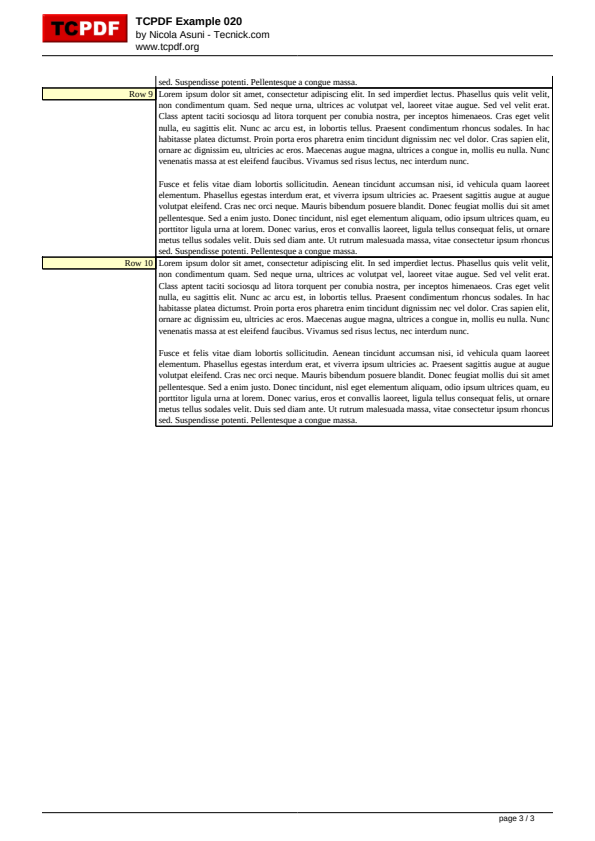 TCPDF
TCPDF Example 020
by Nicola Asuni - Tecnick.com
www.tcpdf.org
sed. Suspendisse potenti. Pellentesque a congue massa.
Row 9
Lorem ipsum dolor sit amet, consectetur adipiscing elit. In sed imperdiet lectus. Phasellus quis velit velit,
non condimentum quam. Sed neque urna, ultrices ac volutpat vel, laoreet vitae augue. Sed vel velit erat.
Class aptent taciti sociosqu ad litora torquent per conubia nostra, per inceptos himenaeos. Cras eget velit
nulla, eu sagittis elit. Nunc ac arcu est, in lobortis tellus. Praesent condimentum rhoncus sodales. In hac
habitasse platea dictumst. Proin porta eros pharetra enim tincidunt dignissim nec vel dolor. Cras sapien elit,
ornare ac dignissim eu, ultricies ac eros. Maecenas augue magna, ultrices a congue in, mollis eu nulla. Nunc
venenatis massa at est eleifend faucibus. Vivamus sed risus lectus, nec interdum nunc.
Fusce et felis vitae diam lobortis sollicitudin. Aenean tincidunt accumsan nisi, id vehicula quam laoreet
elementum. Phasellus egestas interdum erat, et viverra ipsum ultricies ac. Praesent sagittis augue at augue
volutpat eleifend. Cras nec orci neque. Mauris bibendum posuere blandit. Donec feugiat mollis dui sit amet
pellentesque. Sed a enim justo. Donec tincidunt, nisl eget elementum aliquam, odio ipsum ultrices quam, eu
porttitor ligula urna at lorem. Donec varius, eros et convallis laoreet, ligula tellus consequat felis, ut ornare
metus tellus sodales velit. Duis sed diam ante. Ut rutrum malesuada massa, vitae consectetur ipsum rhoncus
sed. Suspendisse potenti. Pellentesque a congue massa.
Row 10
Lorem ipsum dolor sit amet, consectetur adipiscing elit. In sed imperdiet lectus. Phasellus quis velit velit,
non condimentum quam. Sed neque urna, ultrices ac volutpat vel, laoreet vitae augue. Sed vel velit erat.
Class aptent taciti sociosqu ad litora torquent per conubia nostra, per inceptos himenaeos. Cras eget velit
nulla, eu sagittis elit. Nunc ac arcu est, in lobortis tellus. Praesent condimentum rhoncus sodales. In hac
habitasse platea dictumst. Proin porta eros pharetra enim tincidunt dignissim nec vel dolor. Cras sapien elit,
ornare ac dignissim eu, ultricies ac eros. Maecenas augue magna, ultrices a congue in, mollis eu nulla. Nunc
venenatis massa at est eleifend faucibus. Vivamus sed risus lectus, nec interdum nunc.
Fusce et felis vitae diam lobortis sollicitudin. Aenean tincidunt accumsan nisi, id vehicula quam laoreet
elementum. Phasellus egestas interdum erat, et viverra ipsum ultricies ac. Praesent sagittis augue at augue
volutpat eleifend. Cras nec orci neque. Mauris bibendum posuere blandit. Donec feugiat mollis dui sit amet
pellentesque. Sed a enim justo. Donec tincidunt, nisl eget elementum aliquam, odio ipsum ultrices quam, eu
porttitor ligula urna at lorem. Donec varius, eros et convallis laoreet, ligula tellus consequat felis, ut ornare
metus tellus sodales velit. Duis sed diam ante. Ut rutrum malesuada massa, vitae consectetur ipsum rhoncus
sed. Suspendisse potenti. Pellentesque a congue massa.
page 3 / 3